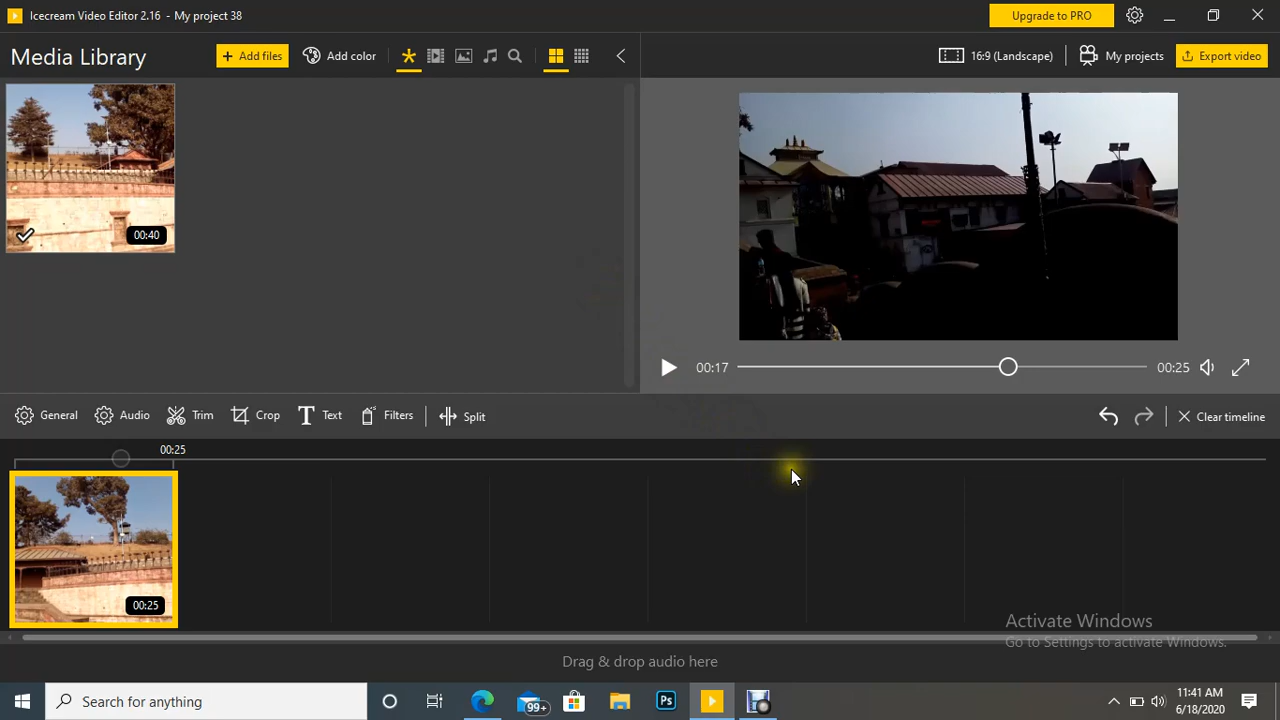 Icecream Video Editor 2.16 - My project 38
Upgrade to PRO
Media Library
Add files
Add color
16:9 (Landscape)
My projects
Export video
00:40
00:17
00:25
General
Audio
Trim
Crop
Text
Filters
Split
Clear timeline
00:25
00:25
Activate Windows
Go to Settings to activate Windows.
Drag & drop audio here
Search for anything
99+
Ps
11:41 AM
6/18/2020